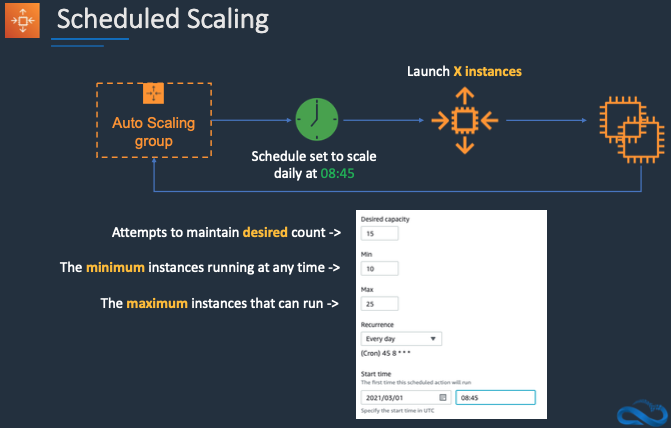 Scheduled Scaling
Launch X instances
Auto Scaling
group
Schedule set to scale
daily at 08:45
Attempts to maintain desired count ->
The minimum instances running at any time ->
The maximum instances that can run ->
Desired capacity
15
Min
10
Max
25
Recurrence
Every day
(Cron) 45 8 * * *
Start time
The first time this scheduled action will run
2021/03/01
08:45
Specify the start time in UTC